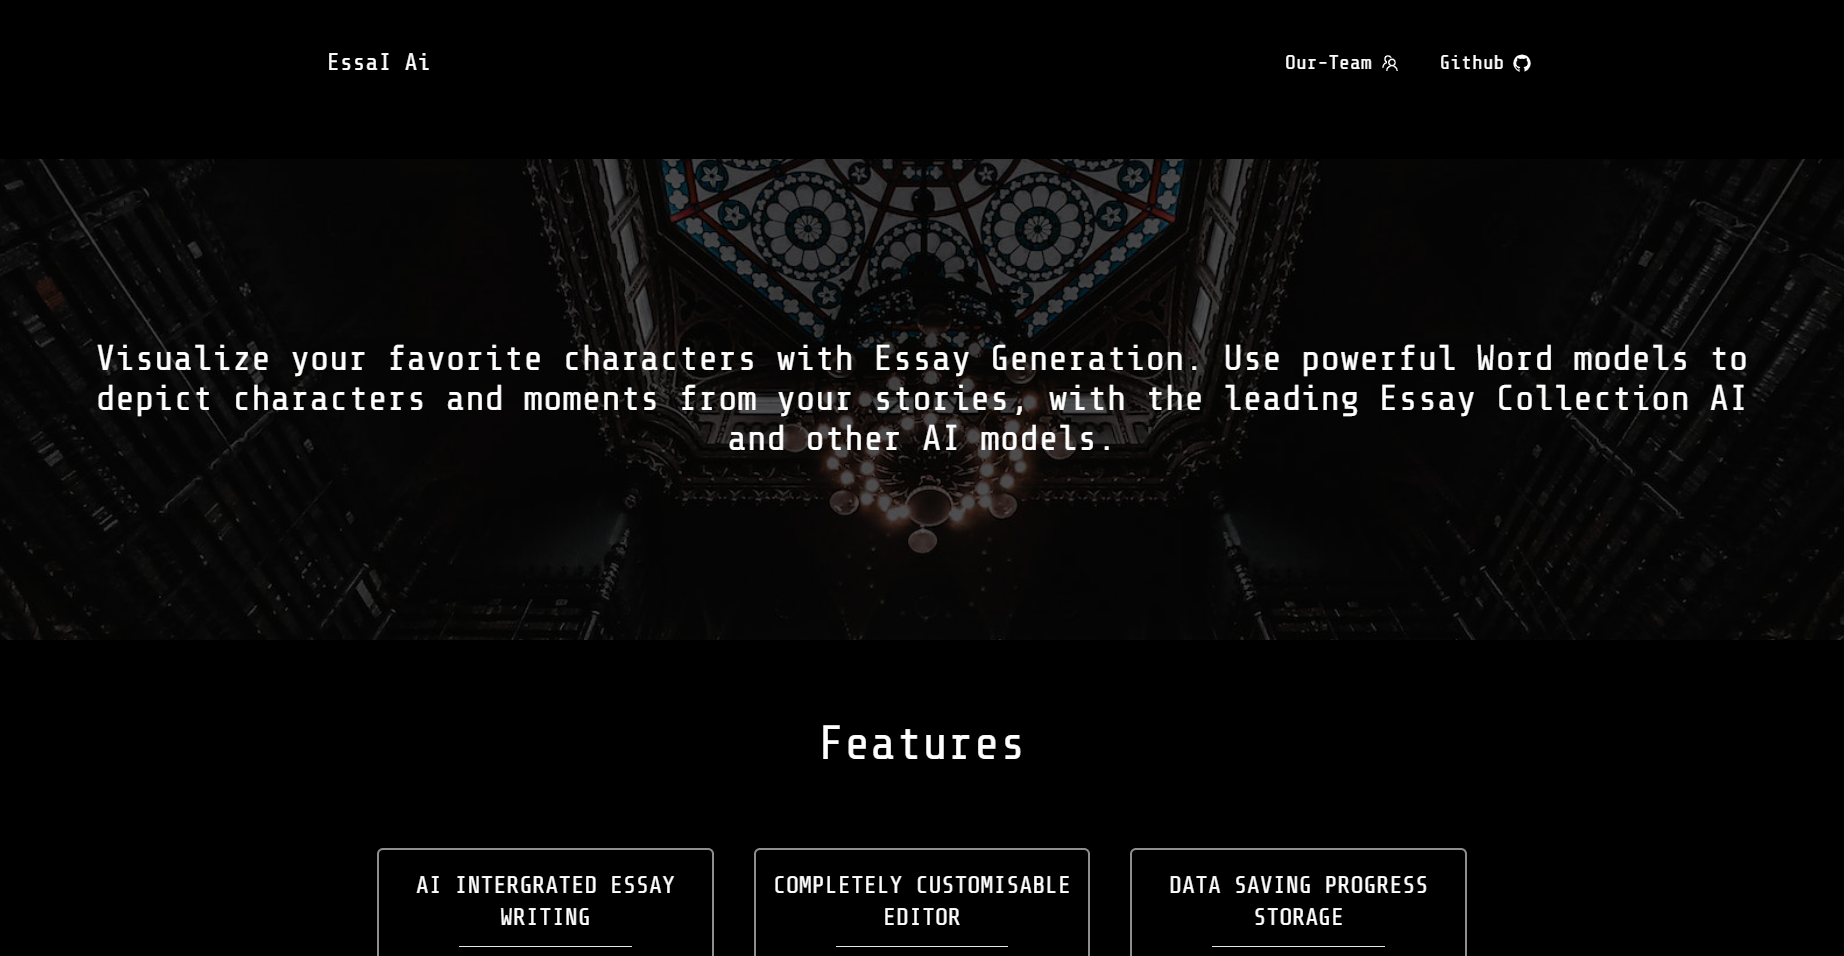 EssaI Ai
Our-Team
Github
Visualize your favorite characters with Essay Generation. Use powerful Word models to
depict characters and moments from your stories, with the leading Essay Collection AI
and other AI models.
Features
AI INTERGRATED ESSAY
WRITING
COMPLETELY CUSTOMISABLE
EDITOR
DATA SAVING PROGRESS
STORAGE